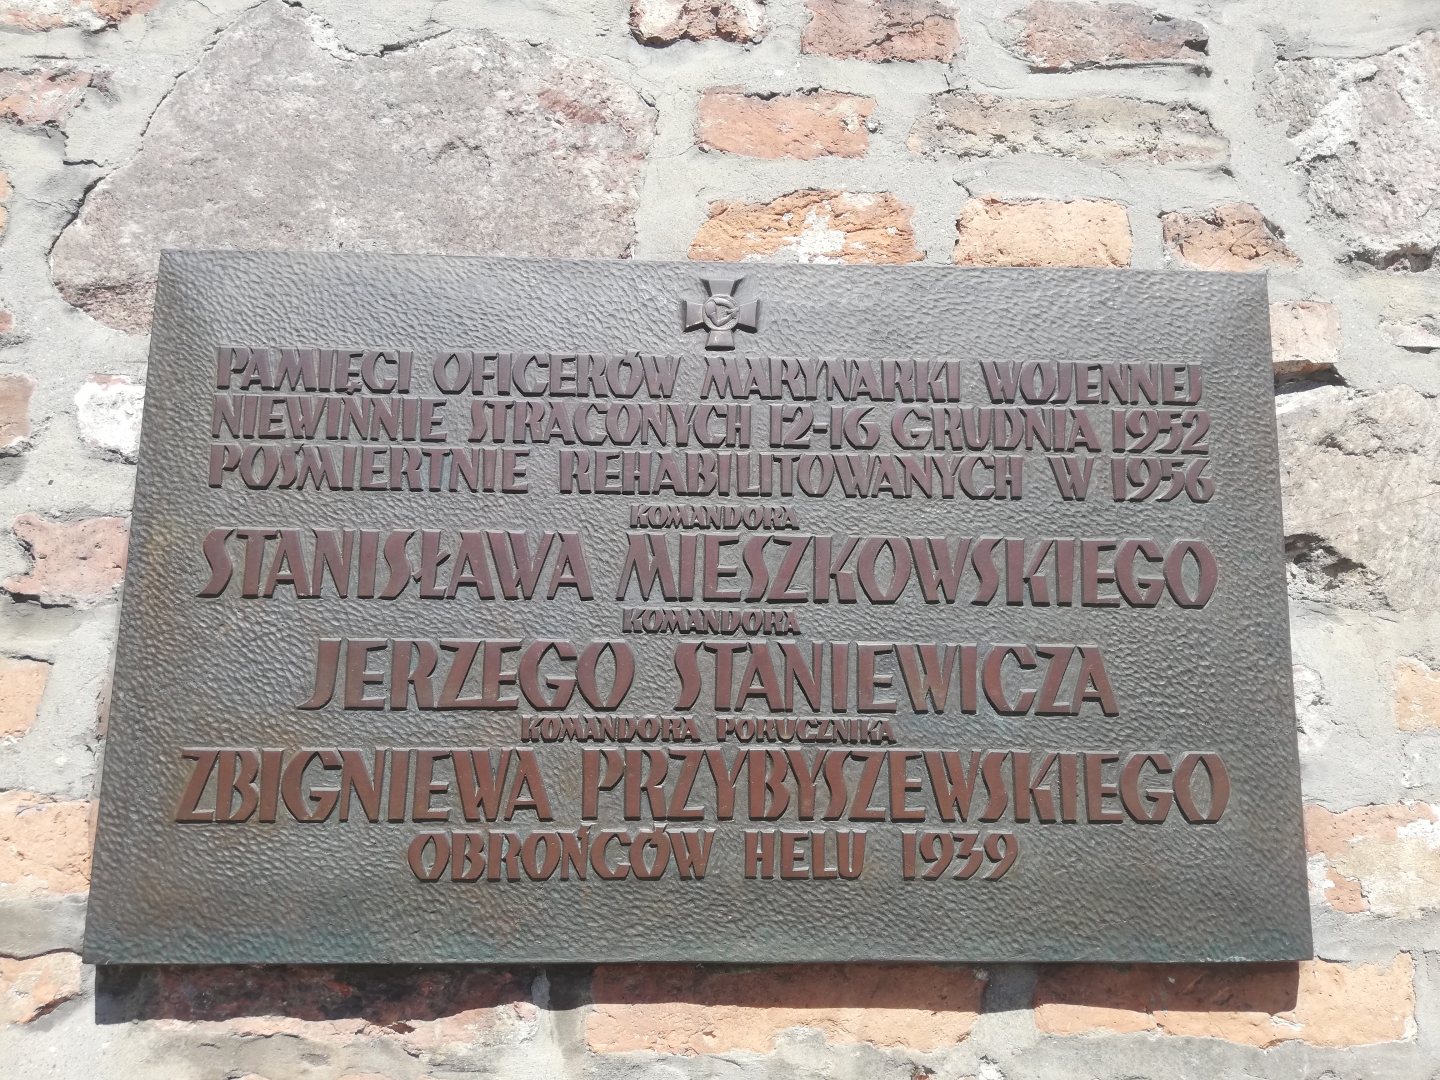 PAMIĘCI OFICERÓW MARYNARKI WOJENNEJ
NIEWINNIE STRACONYCH 12-16 GRUDNIA 1952
POŚMIERTNIE REHABILITOWANYCH W 1956
KOMANDORA
STANISŁAWA MIESZKOWSKIEGO
KOMANDORA
JERZEGO STANIEWICZA
KOMANDORA PORUCZNIKA
ZBIGNIEWA PRZYBYSZEWSKIEGO
OBROŃCÓW HELU 1939